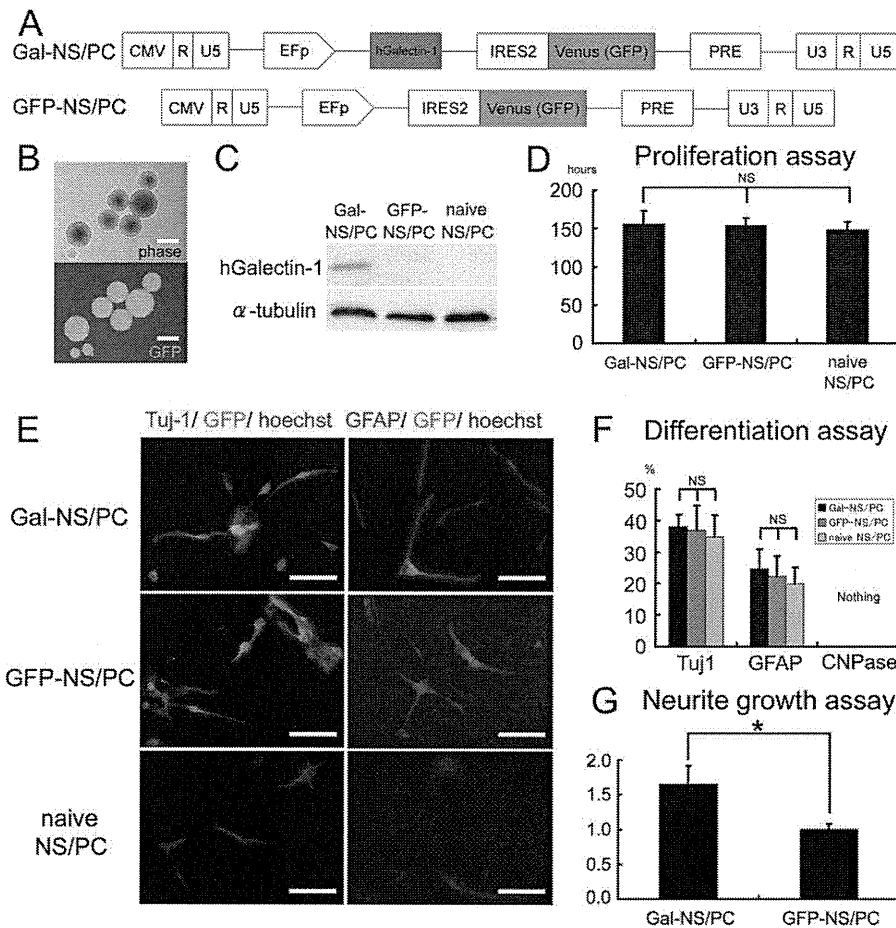 A
Gal-NS/PC CMV R U5 EFp hGalectin-1 IRES2 Venus (GFP) PRE U3 R U5
GFP-NS/PC CMV R U5 EFp IRES2 Venus (GFP) PRE U3 R U5
B
phase
GFP
C
Gal-NS/PC GFP-NS/PC naive NS/PC
hGalectin-1
α-tubulin
D Proliferation assay
hours
NS
200
150
100
50
0
Gal-NS/PC GFP-NS/PC naive NS/PC
E Tuj-1/ GFP/ hoechst GFAP/ GFP/ hoechst
Gal-NS/PC
GFP-NS/PC
naive NS/PC
F Differentiation assay
%
50
40
30
20
10
0
NS
NS
Gal-NS/PC
GFP-NS/PC
naive NS/PC
Nothing
Tuj1 GFAP CNPase
G Neurite growth assay
*
2.0
1.5
1.0
0.5
0.0
Gal-NS/PC GFP-NS/PC